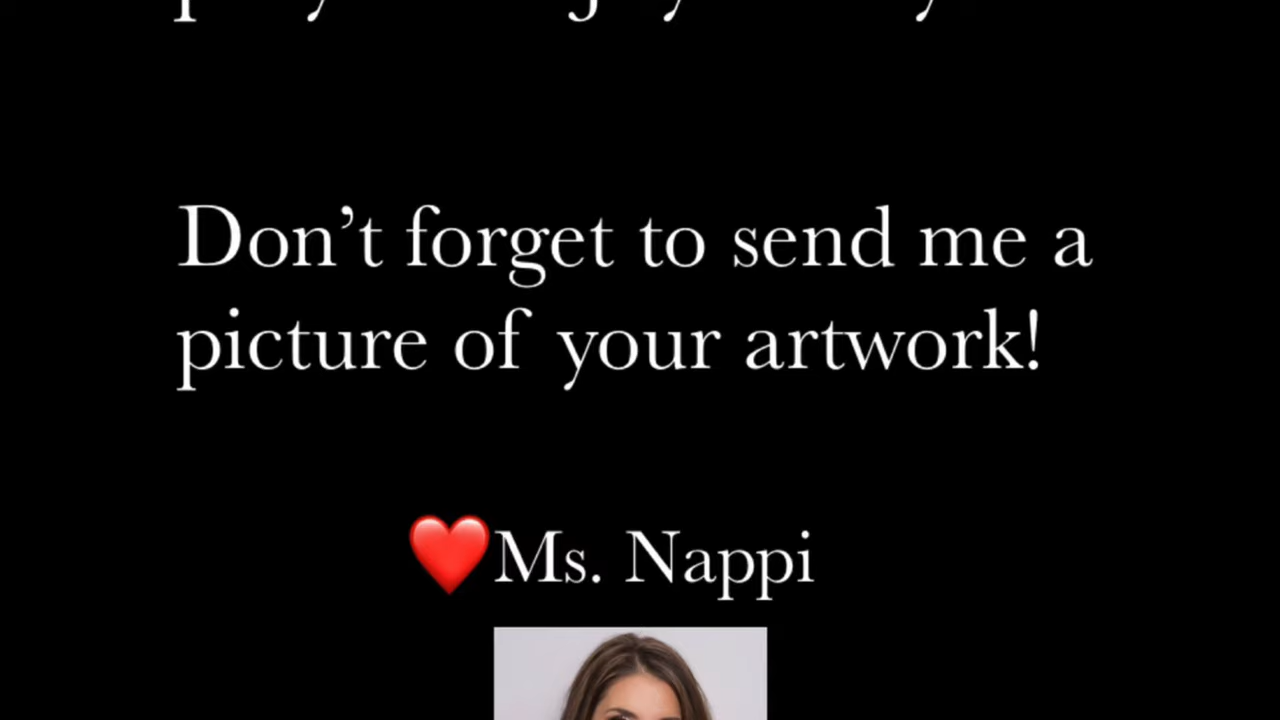 Don’t forget to send me a
picture of your artwork!
❤️Ms. Nappi